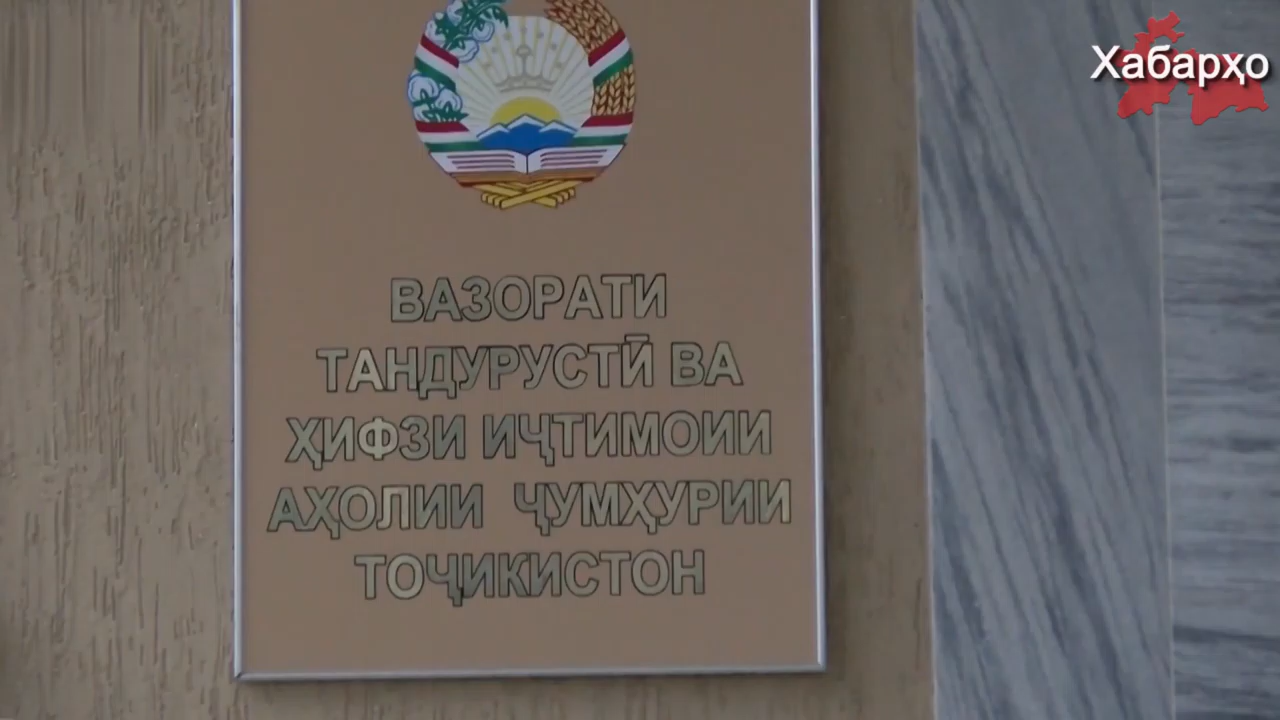 Хабарҳо
ВАЗОРАТИ
ТАНДУРУСТӢ ВА
ҲИФЗИ ИҶТИМОИИ
АҲОЛИИ ҶУМҲУРИИ
ТОҶИКИСТОН